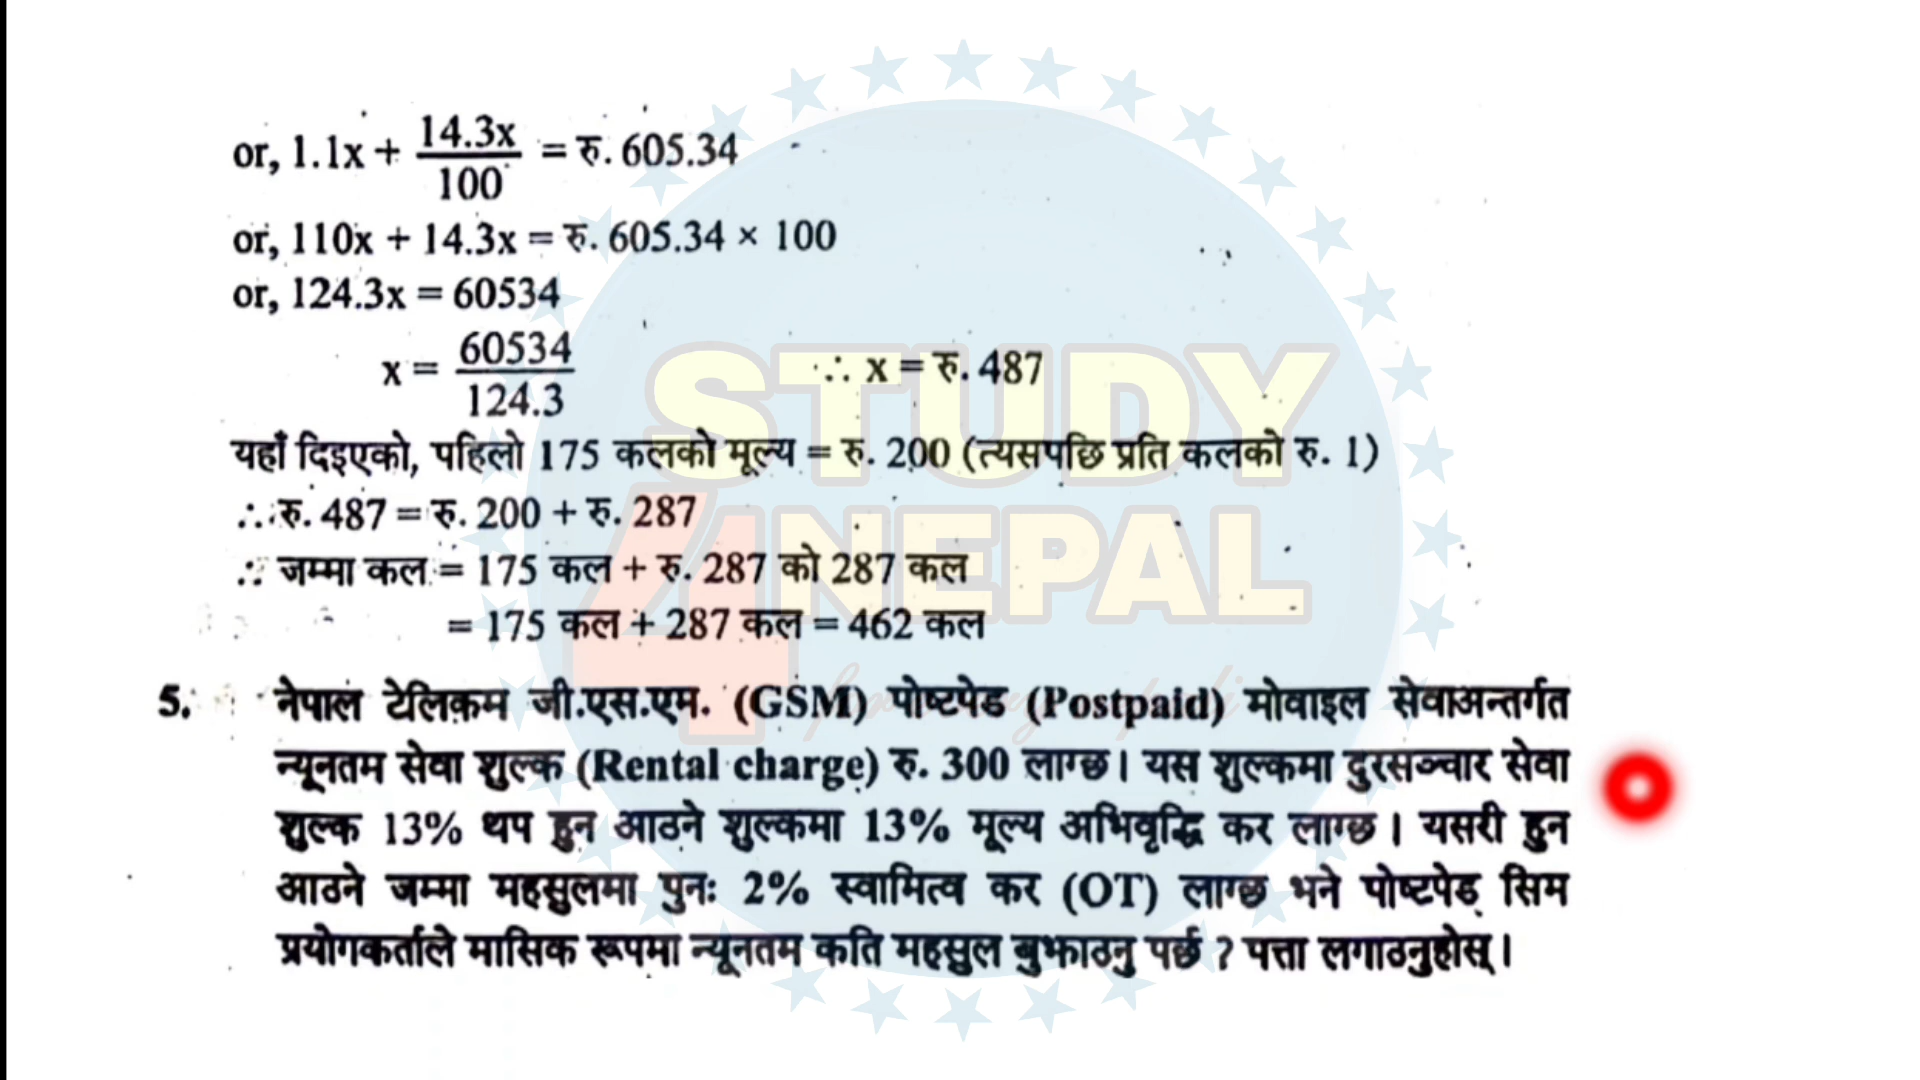 or, 1.1x + 14.3x/100 = रु. 605.34
or, 110x + 14.3x = रु. 605.34 × 100
or, 124.3x = 60534
x = 60534/124.3 ∴ x = रु. 487
यहाँ दिइएको, पहिलो 175 कलको मूल्य = रु. 200 (त्यसपछि प्रति कलको रु. 1)
∴ रु. 487 = रु. 200 + रु. 287
∴ जम्मा कल = 175 कल + रु. 287 को 287 कल
= 175 कल + 287 कल = 462 कल
5. नेपाल टेलिकम जी.एस.एम. (GSM) पोष्टपेड (Postpaid) मोवाइल सेवाअन्तर्गत
न्यूनतम सेवा शुल्क (Rental charge) रु. 300 लाग्छ। यस शुल्कमा दुरसञ्चार सेवा
शुल्क 13% थप हुन आउने शुल्कमा 13% मूल्य अभिवृद्धि कर लाग्छ। यसरी हुन
आउने जम्मा महसुलमा पुनः 2% स्वामित्व कर (OT) लाग्छ भने पोष्टपेड सिम
प्रयोगकर्ताले मासिक रूपमा न्यूनतम कति महसुल बुझाउनु पर्छ ? पत्ता लगाउनुहोस्।
STUDY
4 NEPAL